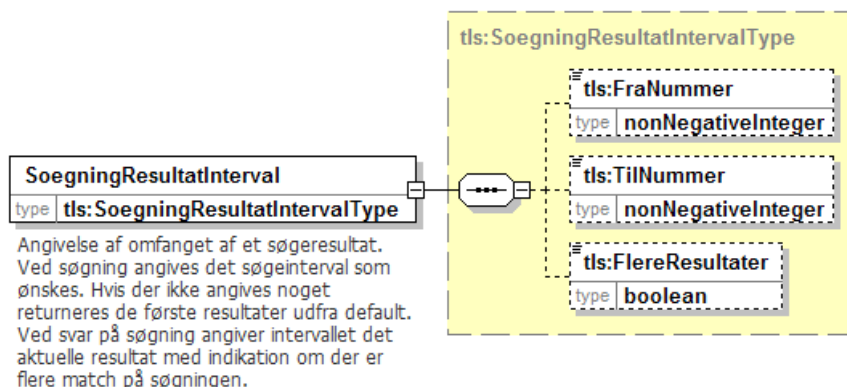 tls:SoegningResultatIntervalType
tls:FraNummer
type nonNegativeInteger
SoegningResultatInterval
type tls:SoegningResultatIntervalType
tls:TilNummer
type nonNegativeInteger
tls:FlereResultater
type boolean
Angivelse af omfanget af et søgeresultat.
Ved søgning angives det søgeinterval som
ønskes. Hvis der ikke angives noget
returneres de første resultater udfra default.
Ved svar på søgning angiver intervallet det
aktuelle resultat med indikation om der er
flere match på søgningen.